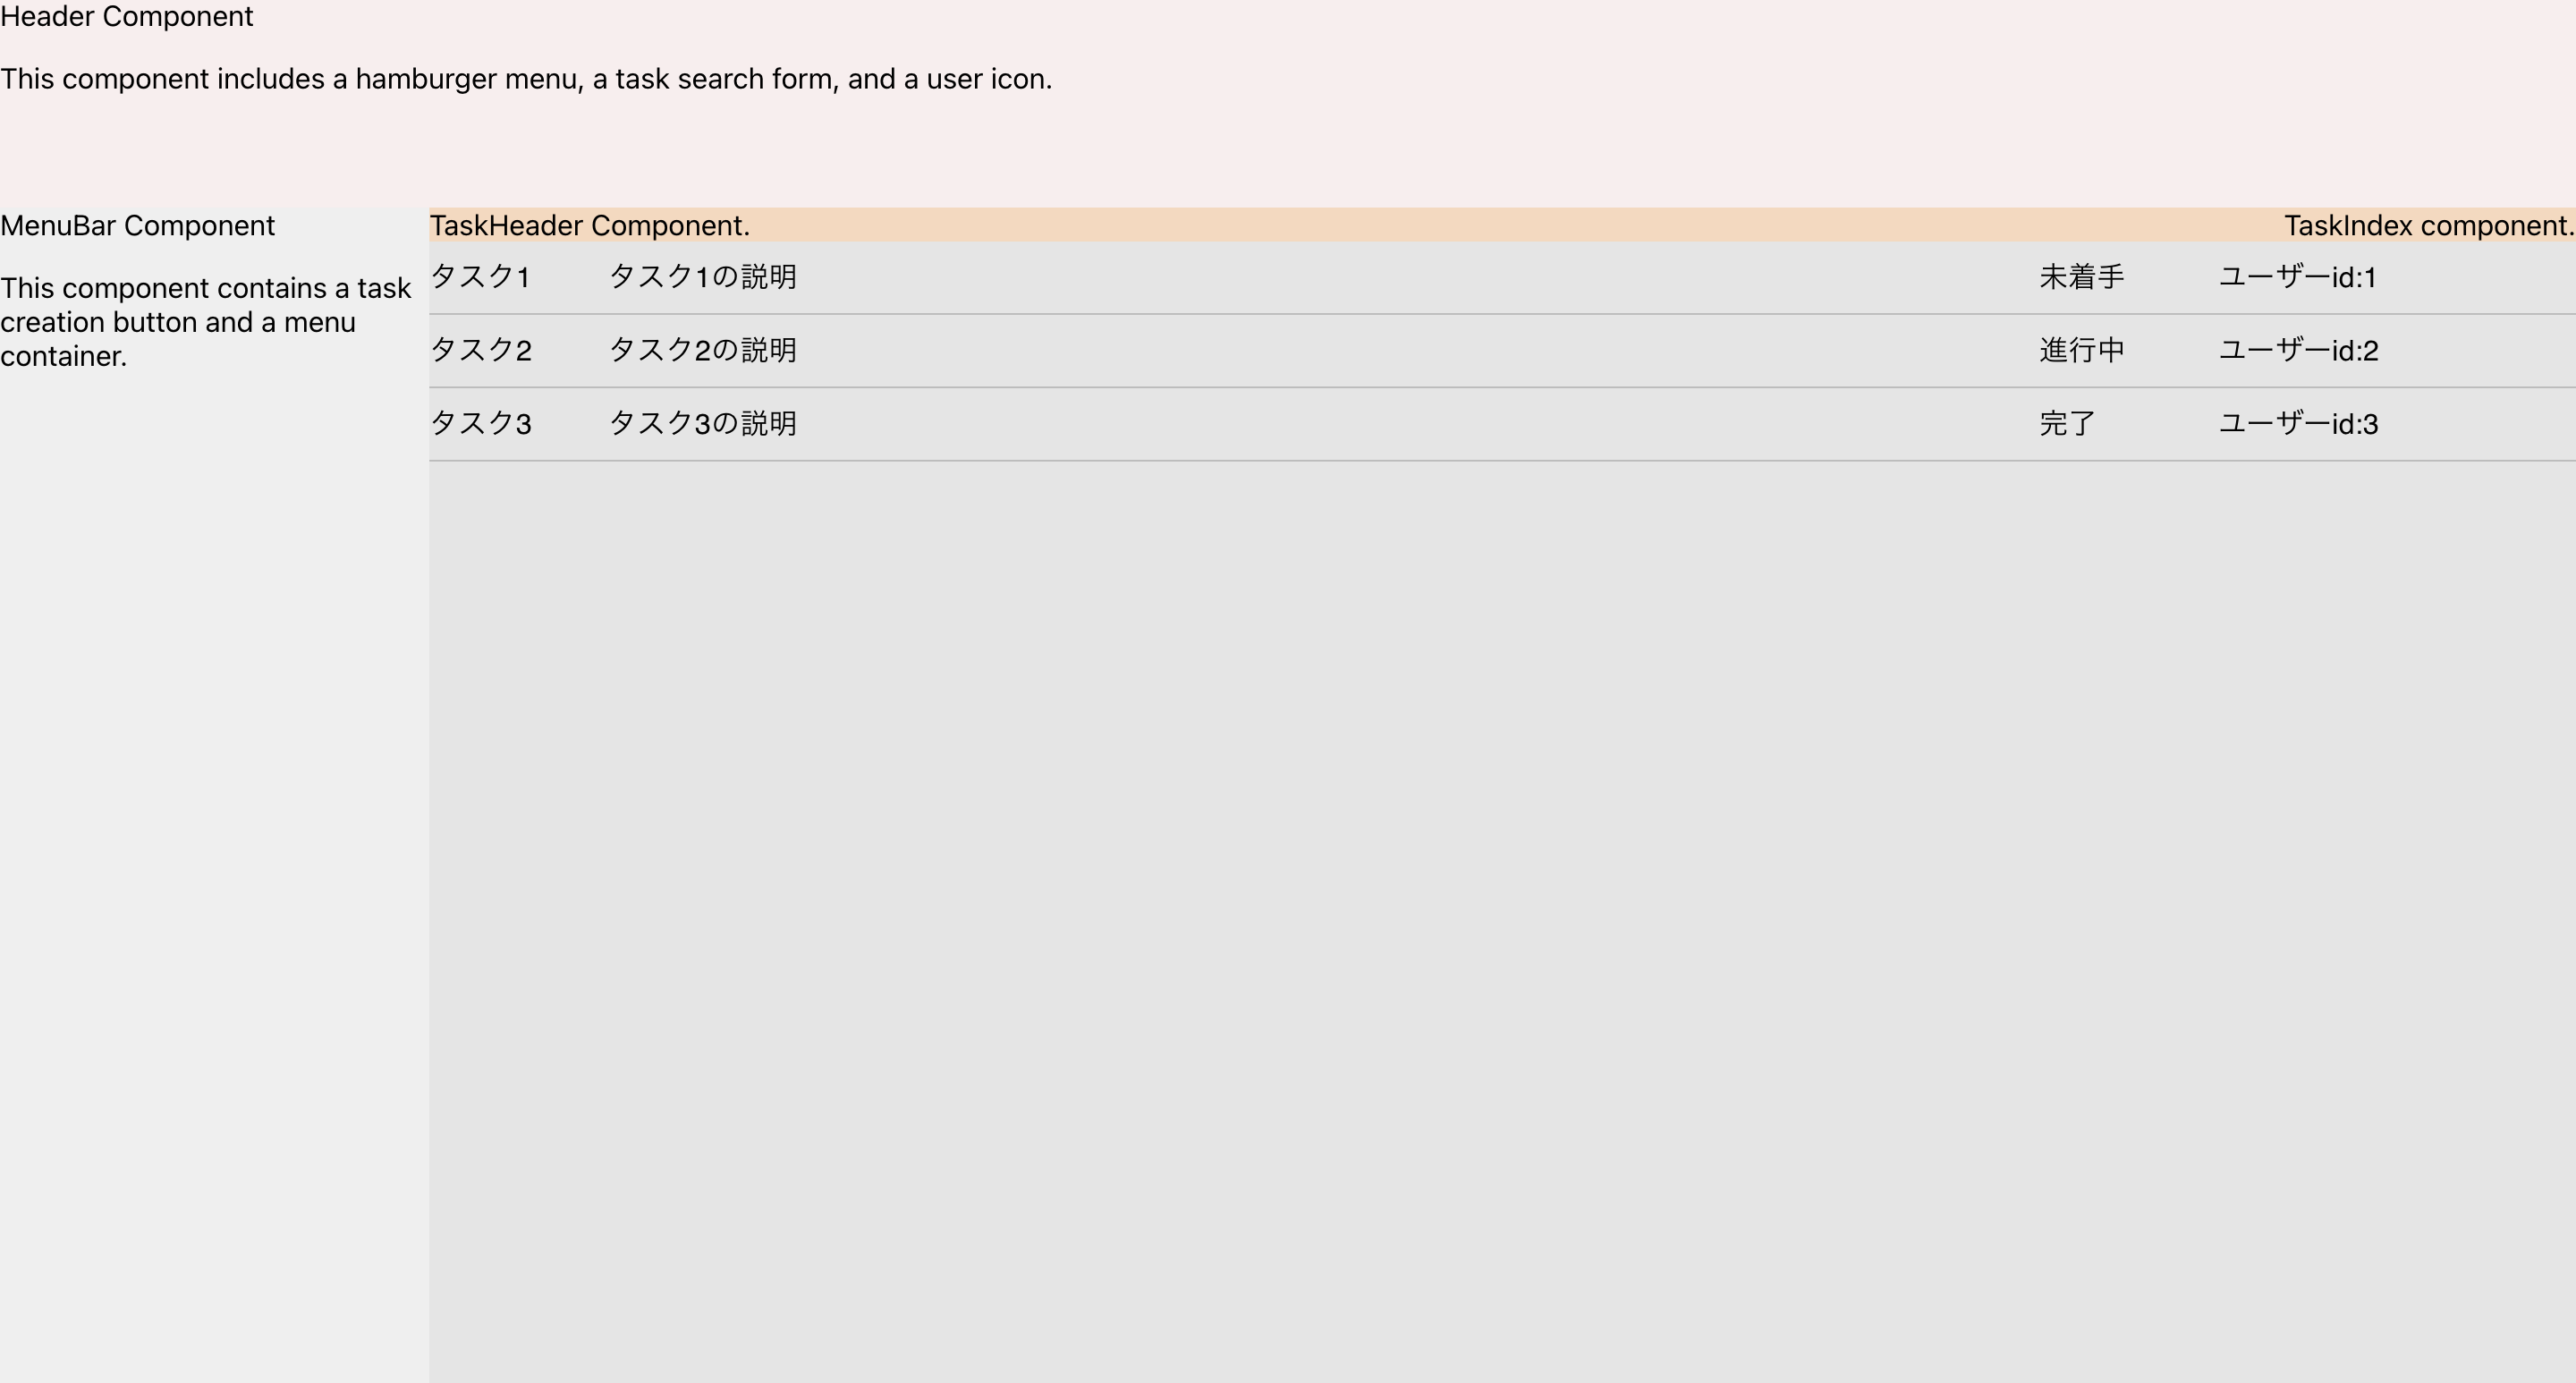 Header Component
This component includes a hamburger menu, a task search form, and a user icon.
MenuBar Component
This component contains a task
creation button and a menu
container.
TaskHeader Component. TaskIndex component.
タスク1 タスク1の説明 未着手 ユーザーid:1
タスク2 タスク2の説明 進行中 ユーザーid:2
タスク3 タスク3の説明 完了 ユーザーid:3